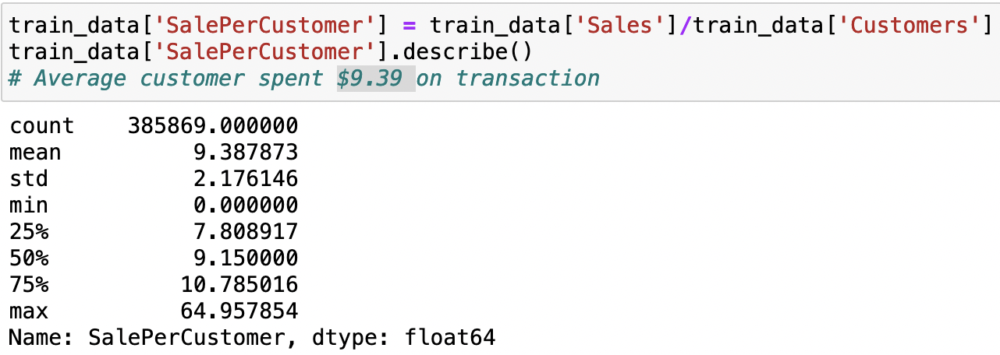 train_data['SalePerCustomer'] = train_data['Sales']/train_data['Customers']
train_data['SalePerCustomer'].describe()
# Average customer spent $9.39 on transaction
count    385869.000000
mean          9.387873
std           2.176146
min           0.000000
25%           7.808917
50%           9.150000
75%          10.785016
max          64.957854
Name: SalePerCustomer, dtype: float64